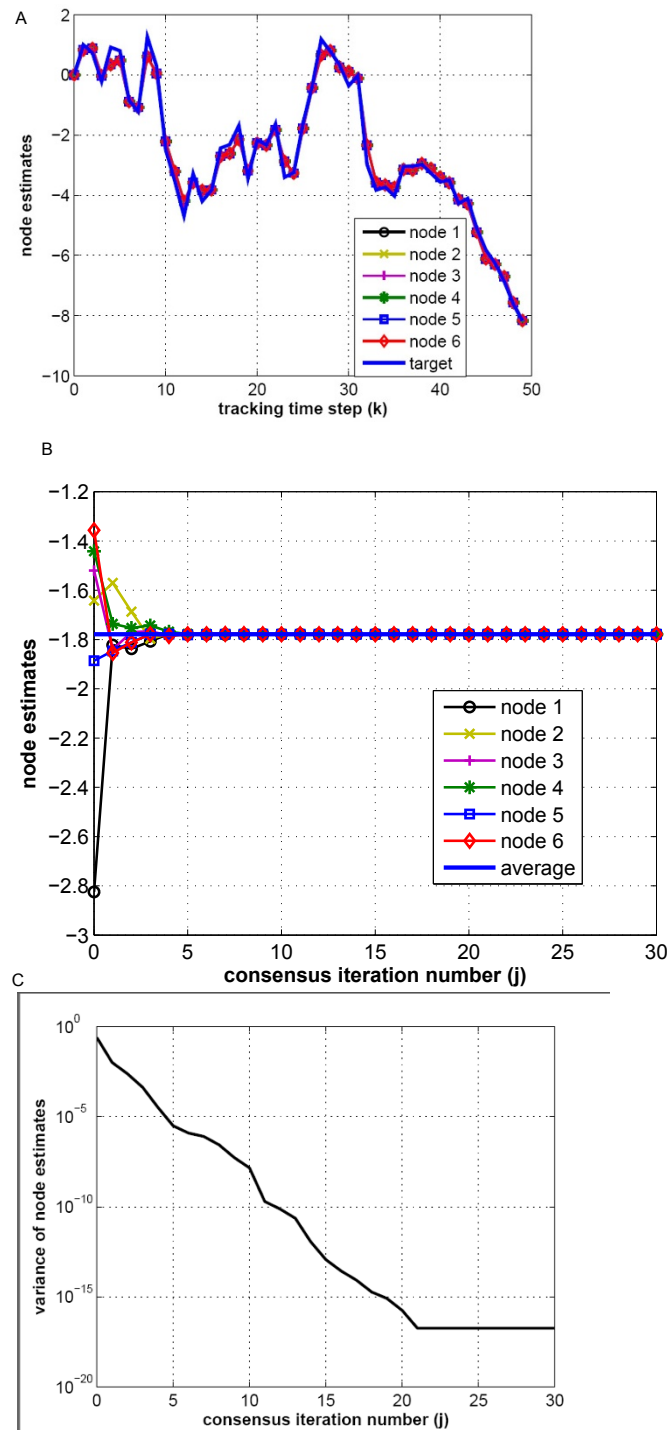 A
2
0
−2
−4
−6
−8
−10
node estimates
0 10 20 30 40 50
tracking time step (k)
node 1
node 2
node 3
node 4
node 5
node 6
target
B
−1.2
−1.4
−1.6
−1.8
−2
−2.2
−2.4
−2.6
−2.8
−3
node estimates
0 5 10 15 20 25 30
consensus iteration number (j)
node 1
node 2
node 3
node 4
node 5
node 6
average
C
10^0
10^−5
10^−10
10^−15
10^−20
variance of node estimates
0 5 10 15 20 25 30
consensus iteration number (j)